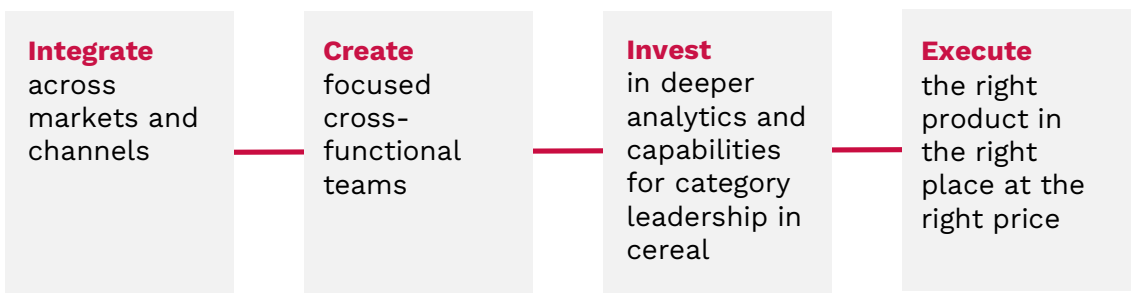 Integrate
across
markets and
channels
Create
focused
cross-
functional
teams
Invest
in deeper
analytics and
capabilities
for category
leadership in
cereal
Execute
the right
product in
the right
place at the
right price